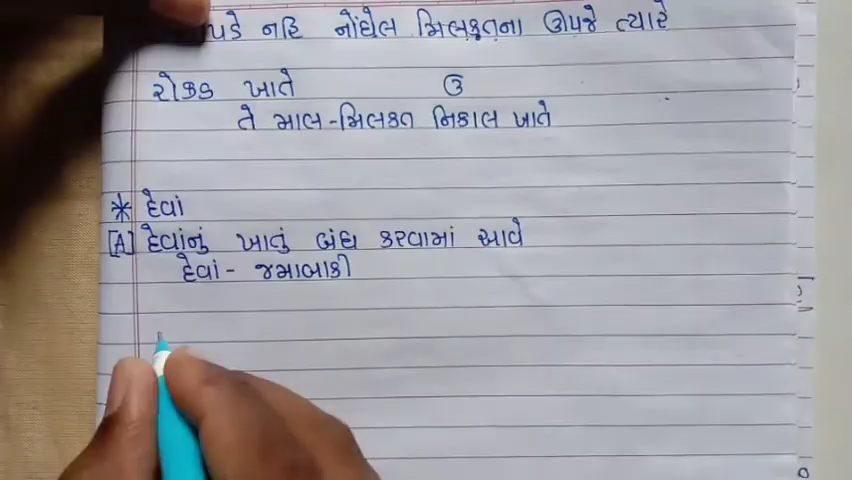 પડે નહિ નોંધેલ મિલકતના ઊપજે ત્યારે
રોકડ ખાતે ઉ
તે માલ-મિલકત નિકાલ ખાતે
* દેવાં
[A] દેવાંનું ખાતું બંધ કરવામાં આવે
દેવાં - જમાબાકી